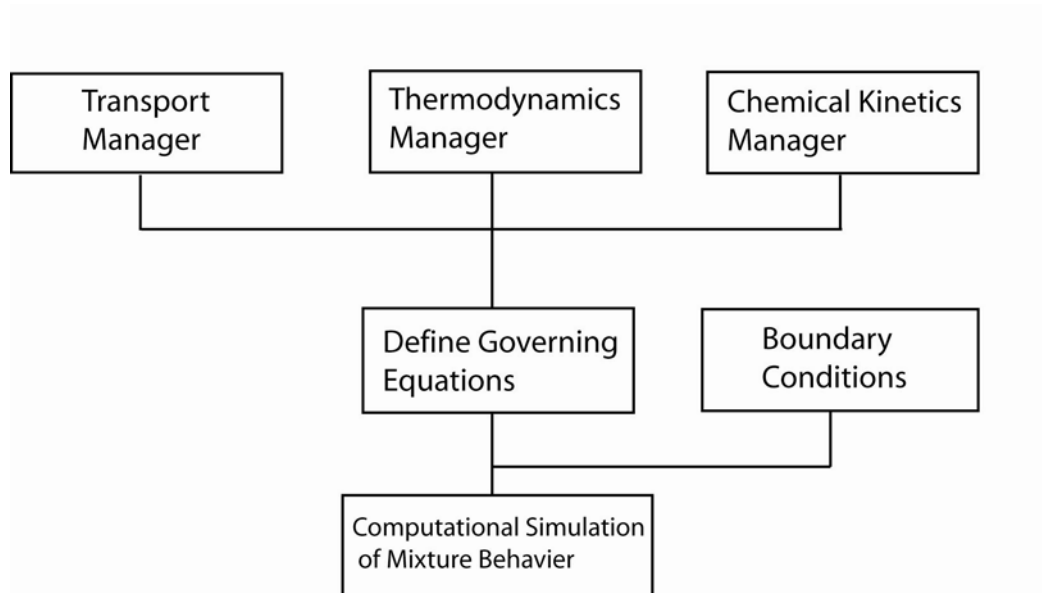 Transport
Manager
Thermodynamics
Manager
Chemical Kinetics
Manager
Define Governing
Equations
Boundary
Conditions
Computational Simulation
of Mixture Behavier